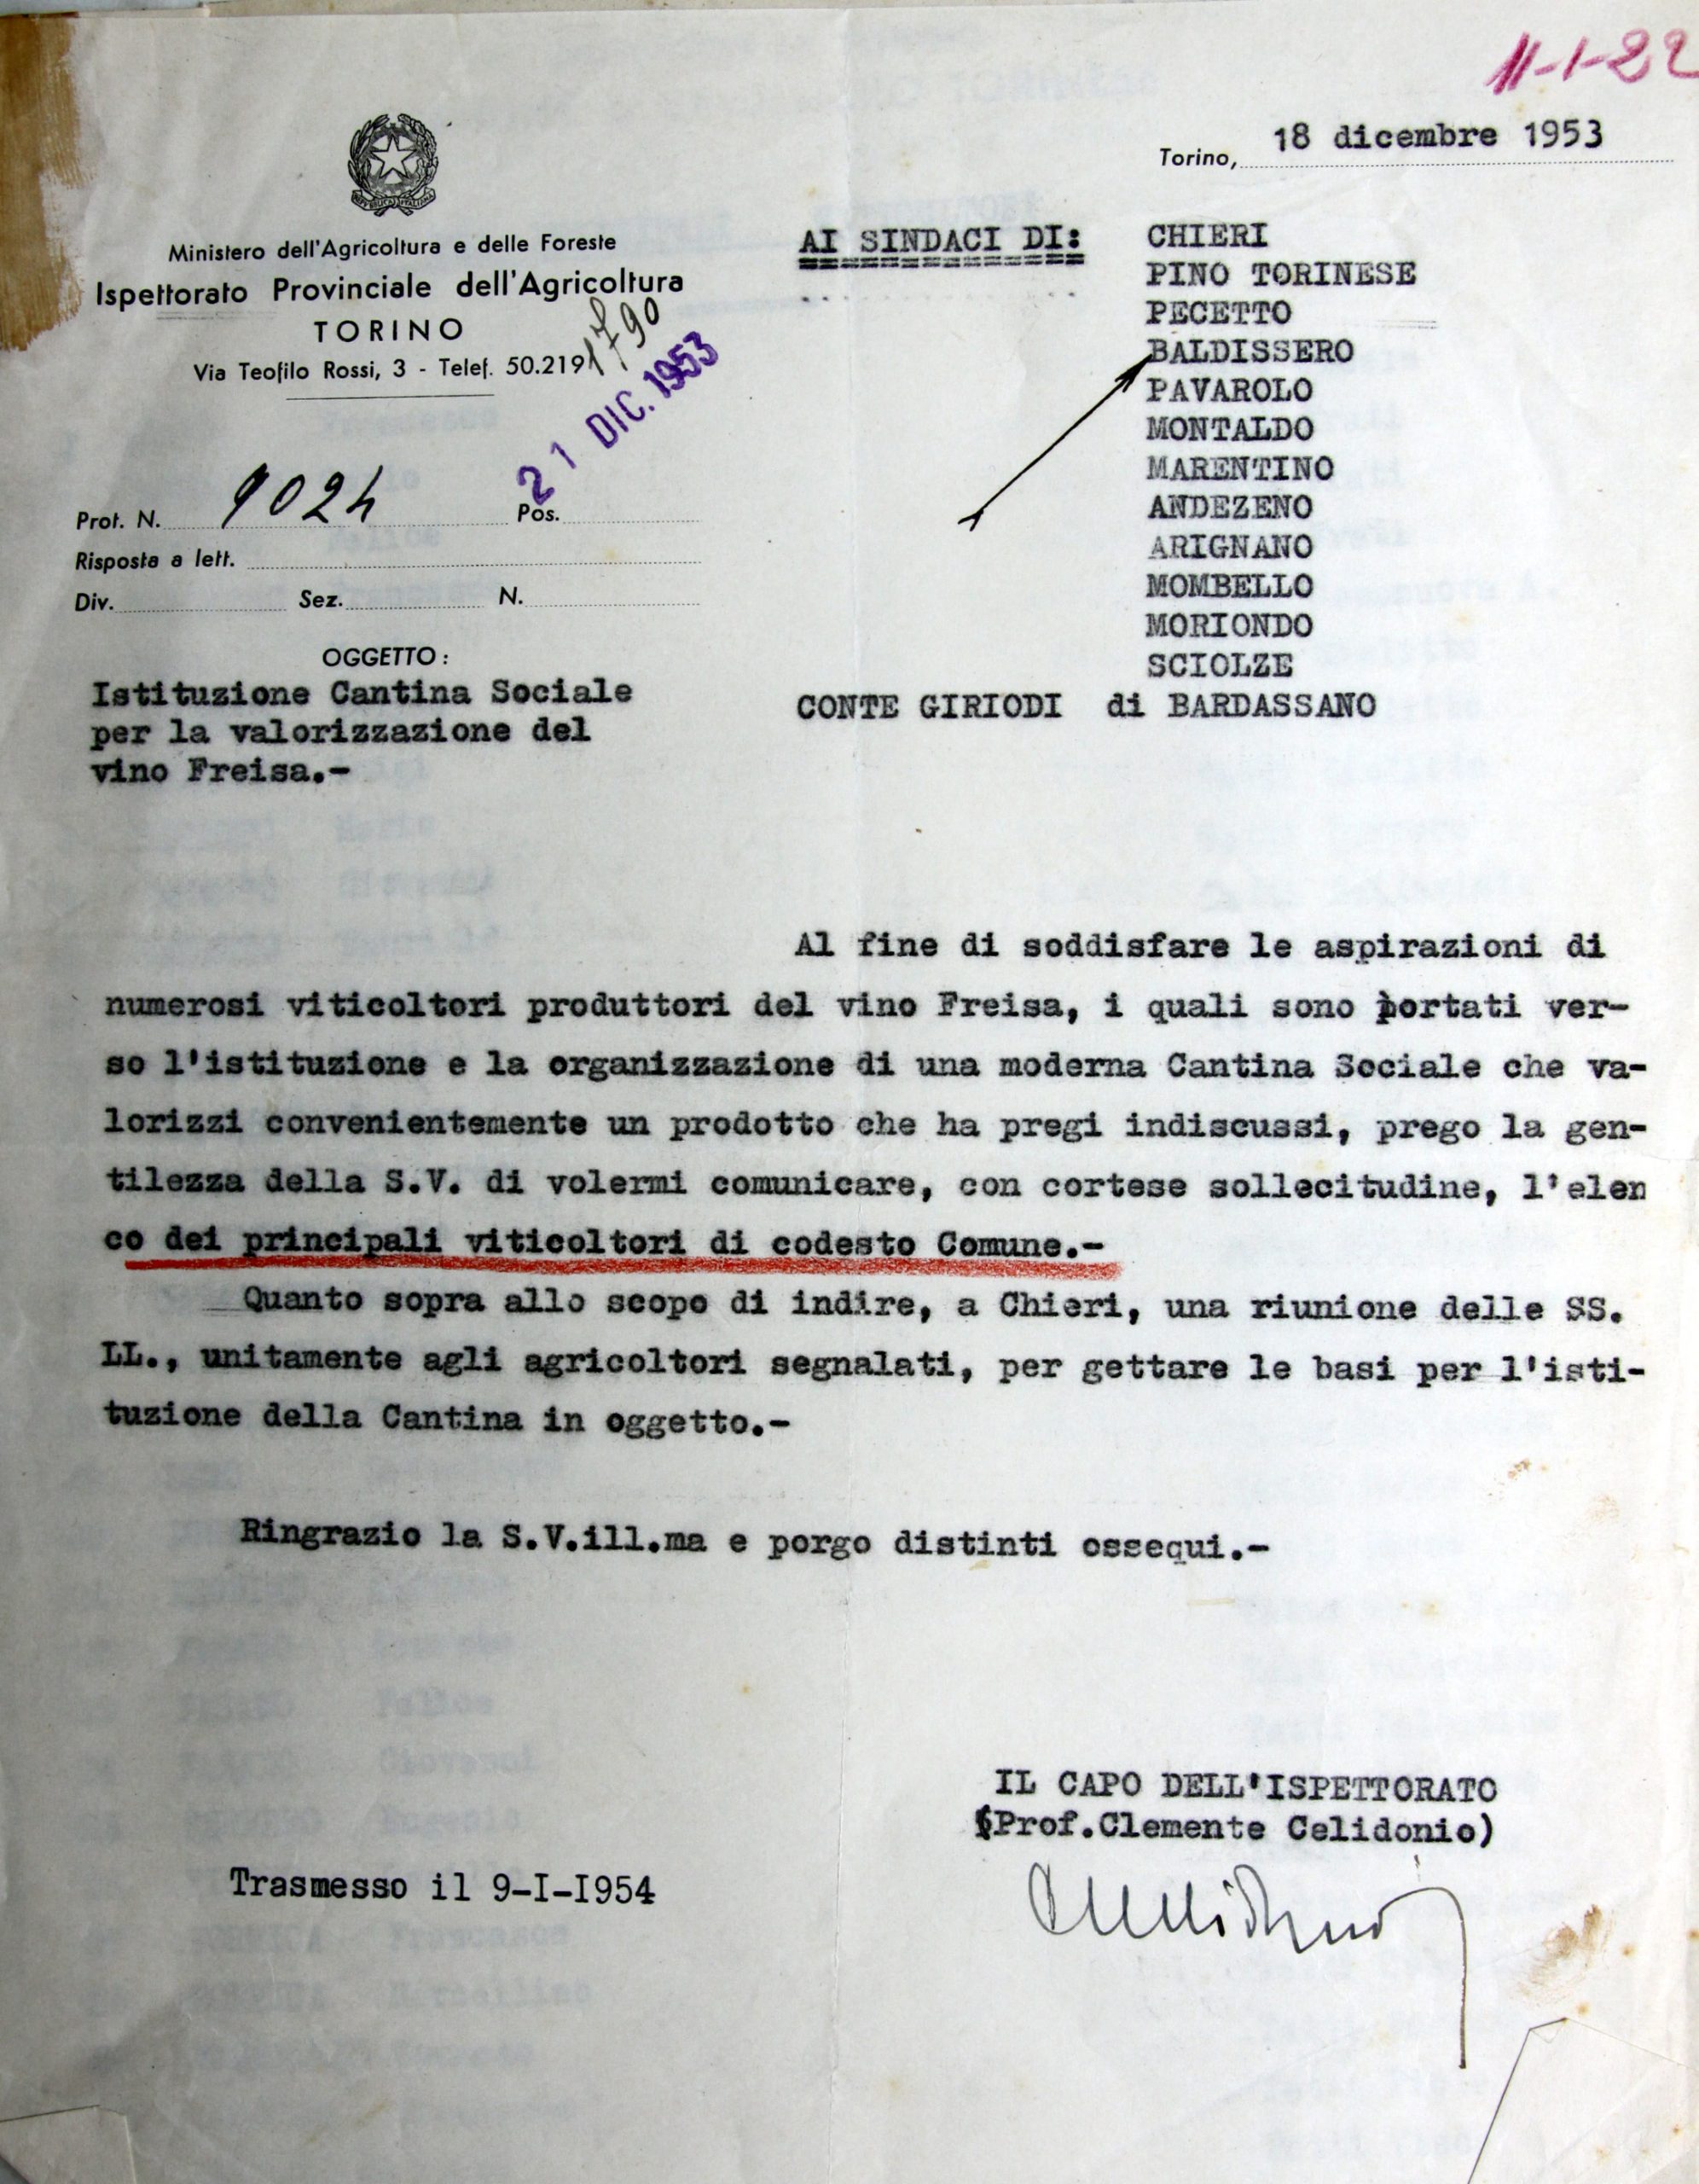 11-1-22
Torino, 18 dicembre 1953
Ministero dell'Agricoltura e delle Foreste
Ispettorato Provinciale dell'Agricoltura
TORINO
Via Teofilo Rossi, 3 - Telef. 50.219
1790
21 DIC. 1953
Prot. N. 9024 Pos.
Risposta a lett.
Div. Sez. N.
OGGETTO:
Istituzione Cantina Sociale
per la valorizzazione del
vino Freisa.-
AI SINDACI DI:
CHIERI
PINO TORINESE
PECETTO
BALDISSERO
PAVAROLO
MONTALDO
MARENTINO
ANDEZENO
ARIGNANO
MOMBELLO
MORIONDO
SCIOLZE
CONTE GIRIODI di BARDASSANO
Al fine di soddisfare le aspirazioni di
numerosi viticoltori produttori del vino Freisa, i quali sono portati ver-
so l'istituzione e la organizzazione di una moderna Cantina Sociale che va-
lorizzi convenientemente un prodotto che ha pregi indiscussi, prego la gen-
tilezza della S.V. di volermi comunicare, con cortese sollecitudine, l'elen
co dei principali viticoltori di codesto Comune.-
Quanto sopra allo scopo di indire, a Chieri, una riunione delle SS.
LL., unitamente agli agricoltori segnalati, per gettare le basi per l'isti-
tuzione della Cantina in oggetto.-
Ringrazio la S.V.ill.ma e porgo distinti ossequi.-
IL CAPO DELL'ISPETTORATO
(Prof.Clemente Celidonio)
Trasmesso il 9-I-I954